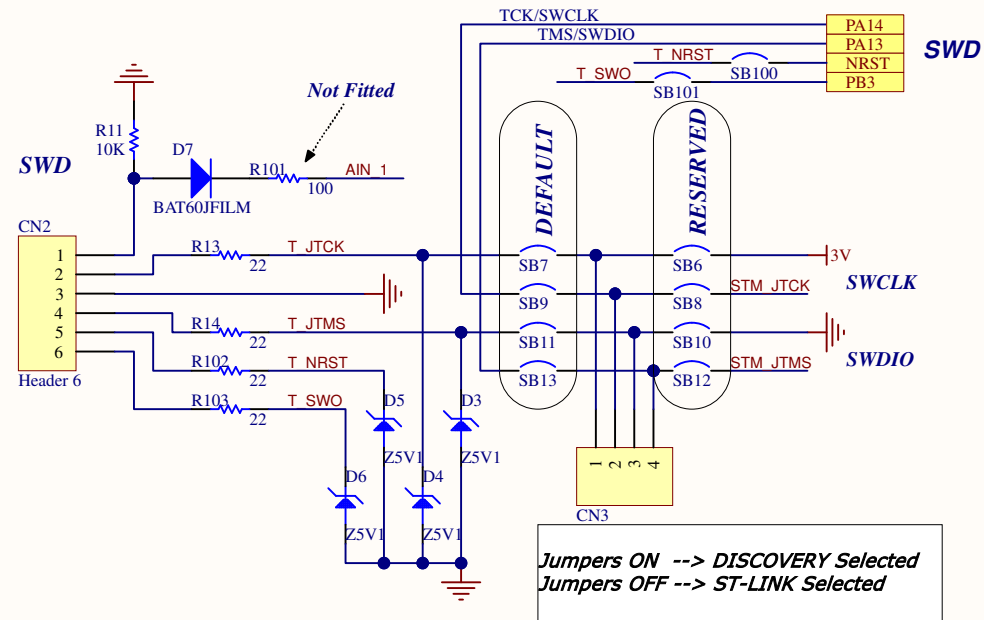 TCK/SWCLK
TMS/SWDIO
T_NRST
T_SWO
SB100
SB101
PA14
PA13
NRST
PB3
SWD
Not Fitted
R11
10K
D7
BAT60JFILM
R101
100
AIN_1
SWD
CN2
1
2
3
4
5
6
Header 6
R13
22
T_JTCK
R14
22
T_JTMS
R102
22
T_NRST
R103
22
T_SWO
D5
Z5V1
D3
Z5V1
D6
Z5V1
D4
Z5V1
DEFAULT
RESERVED
SB7
SB9
SB11
SB13
SB6
SB8
SB10
SB12
3V
STM_JTCK
SWCLK
STM_JTMS
SWDIO
1
2
3
4
CN3
Jumpers ON --> DISCOVERY Selected
Jumpers OFF --> ST-LINK Selected